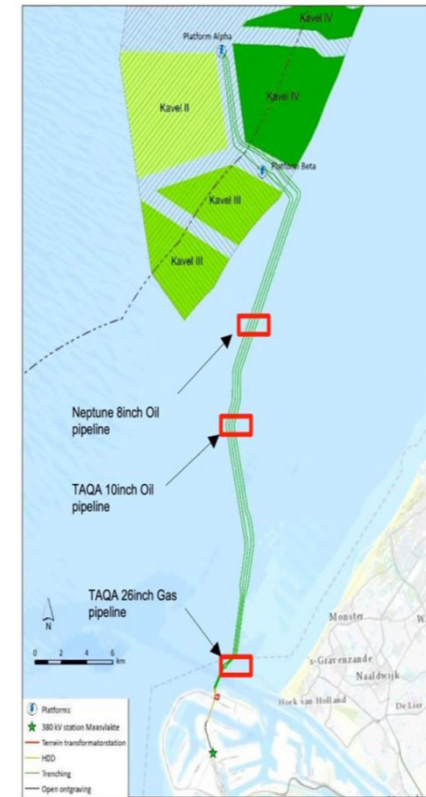 Kavel IV
Platform Alpha
Kavel II
Kavel IV
Platform Beta
Kavel III
Kavel III
Neptune 8inch Oil
pipeline
TAQA 10inch Oil
pipeline
TAQA 26inch Gas
pipeline
N
0 2 4 6
km
Monster
's-Gravenzande
Naaldwijk
De Lier
Hoek van Holland
Platforms
380 kV station Maasvlakte
Terrein transformatorstation
HDD
Trenching
Open ontgraving